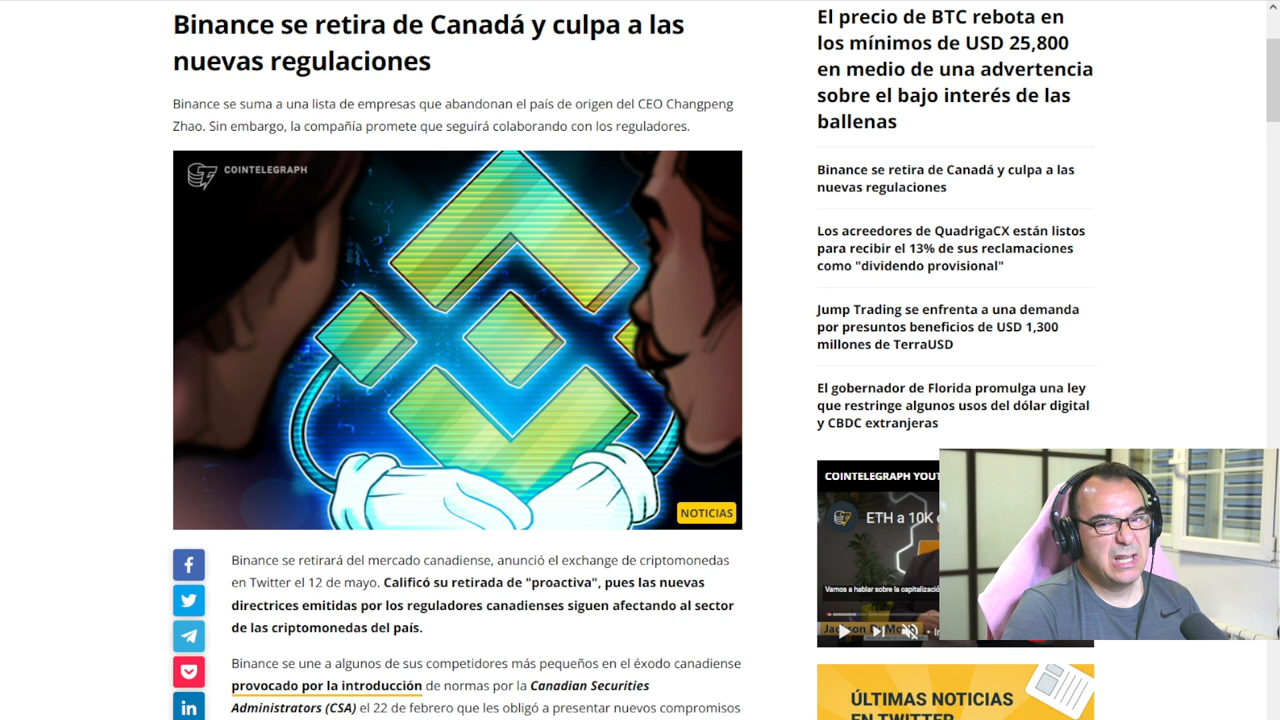 Binance se retira de Canadá y culpa a las
nuevas regulaciones
Binance se suma a una lista de empresas que abandonan el país de origen del CEO Changpeng
Zhao. Sin embargo, la compañía promete que seguirá colaborando con los reguladores.
COINTELEGRAPH
NOTICIAS
Binance se retirará del mercado canadiense, anunció el exchange de criptomonedas
en Twitter el 12 de mayo. Calificó su retirada de "proactiva", pues las nuevas
directrices emitidas por los reguladores canadienses siguen afectando al sector
de las criptomonedas del país.
Binance se une a algunos de sus competidores más pequeños en el éxodo canadiense
provocado por la introducción de normas por la Canadian Securities
Administrators (CSA) el 22 de febrero que les obligó a presentar nuevos compromisos
El precio de BTC rebota en
los mínimos de USD 25,800
en medio de una advertencia
sobre el bajo interés de las
ballenas
Binance se retira de Canadá y culpa a las
nuevas regulaciones
Los acreedores de QuadrigaCX están listos
para recibir el 13% de sus reclamaciones
como "dividendo provisional"
Jump Trading se enfrenta a una demanda
por presuntos beneficios de USD 1,300
millones de TerraUSD
El gobernador de Florida promulga una ley
que restringe algunos usos del dólar digital
y CBDC extranjeras
COINTELEGRAPH YOUT
ETH a 10K
Vamos a hablar sobre la capitalizació
ÚLTIMAS NOTICIAS
EN TWITTER